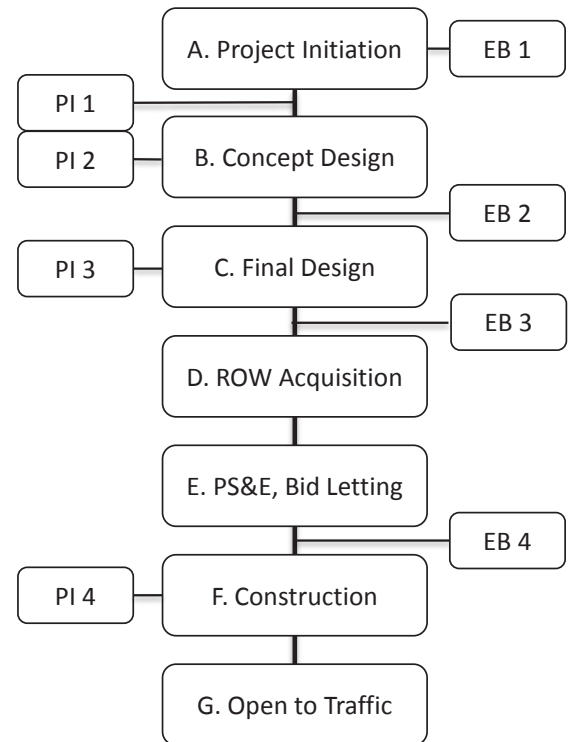 A. Project Initiation
EB 1
PI 1
PI 2
B. Concept Design
EB 2
PI 3
C. Final Design
EB 3
D. ROW Acquisition
E. PS&E, Bid Letting
EB 4
PI 4
F. Construction
G. Open to Traffic